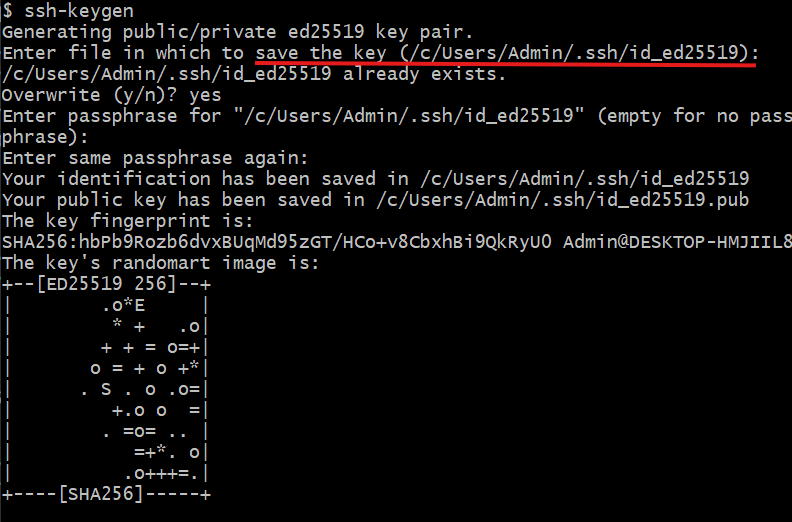 $ ssh-keygen
Generating public/private ed25519 key pair.
Enter file in which to save the key (/c/Users/Admin/.ssh/id_ed25519):
/c/Users/Admin/.ssh/id_ed25519 already exists.
Overwrite (y/n)? yes
Enter passphrase for "/c/Users/Admin/.ssh/id_ed25519" (empty for no pass
phrase):
Enter same passphrase again:
Your identification has been saved in /c/Users/Admin/.ssh/id_ed25519
Your public key has been saved in /c/Users/Admin/.ssh/id_ed25519.pub
The key fingerprint is:
SHA256:hbPb9Rozb6dvxBUqMd95zGT/HCo+v8CbxhBi9QkRyU0 Admin@DESKTOP-HMJIIL8
The key's randomart image is:
+--[ED25519 256]--+
|        .o*E     |
|         * +   .o|
|        + + = o=+|
|       o = + o +*|
|      . S . o .o=|
|         +.o o  =|
|        . =o= .. |
|           =+*. o|
|          .o+++=.|
+----[SHA256]-----+